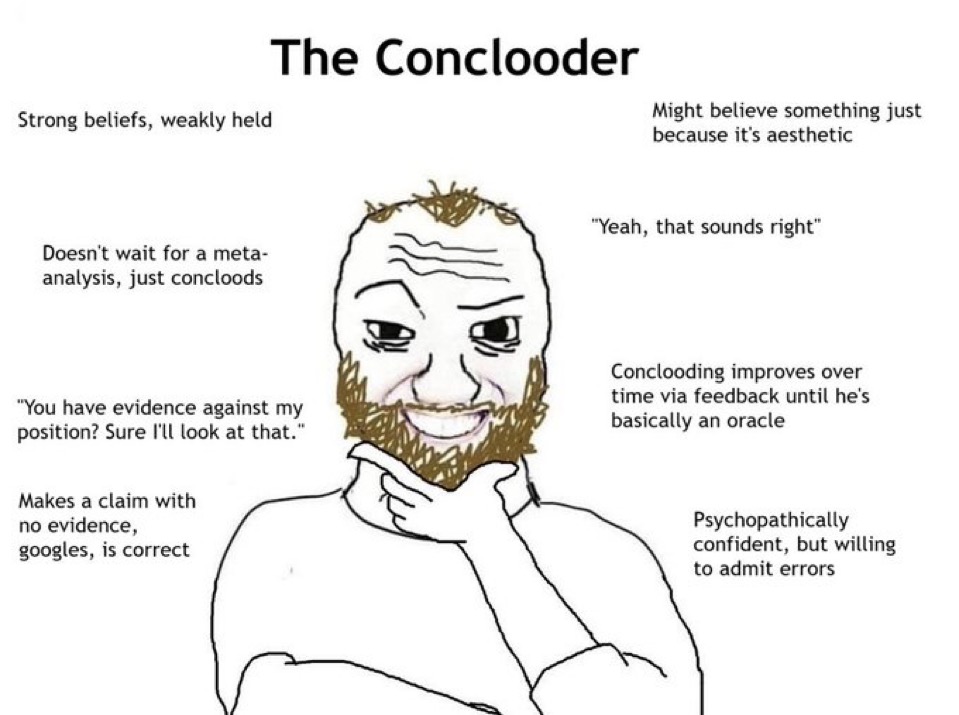 The Conclooder
Strong beliefs, weakly held
Might believe something just
because it's aesthetic
"Yeah, that sounds right"
Doesn't wait for a meta-
analysis, just concloods
Conclooding improves over
time via feedback until he's
basically an oracle
"You have evidence against my
position? Sure I'll look at that."
Makes a claim with
no evidence,
googles, is correct
Psychopathically
confident, but willing
to admit errors